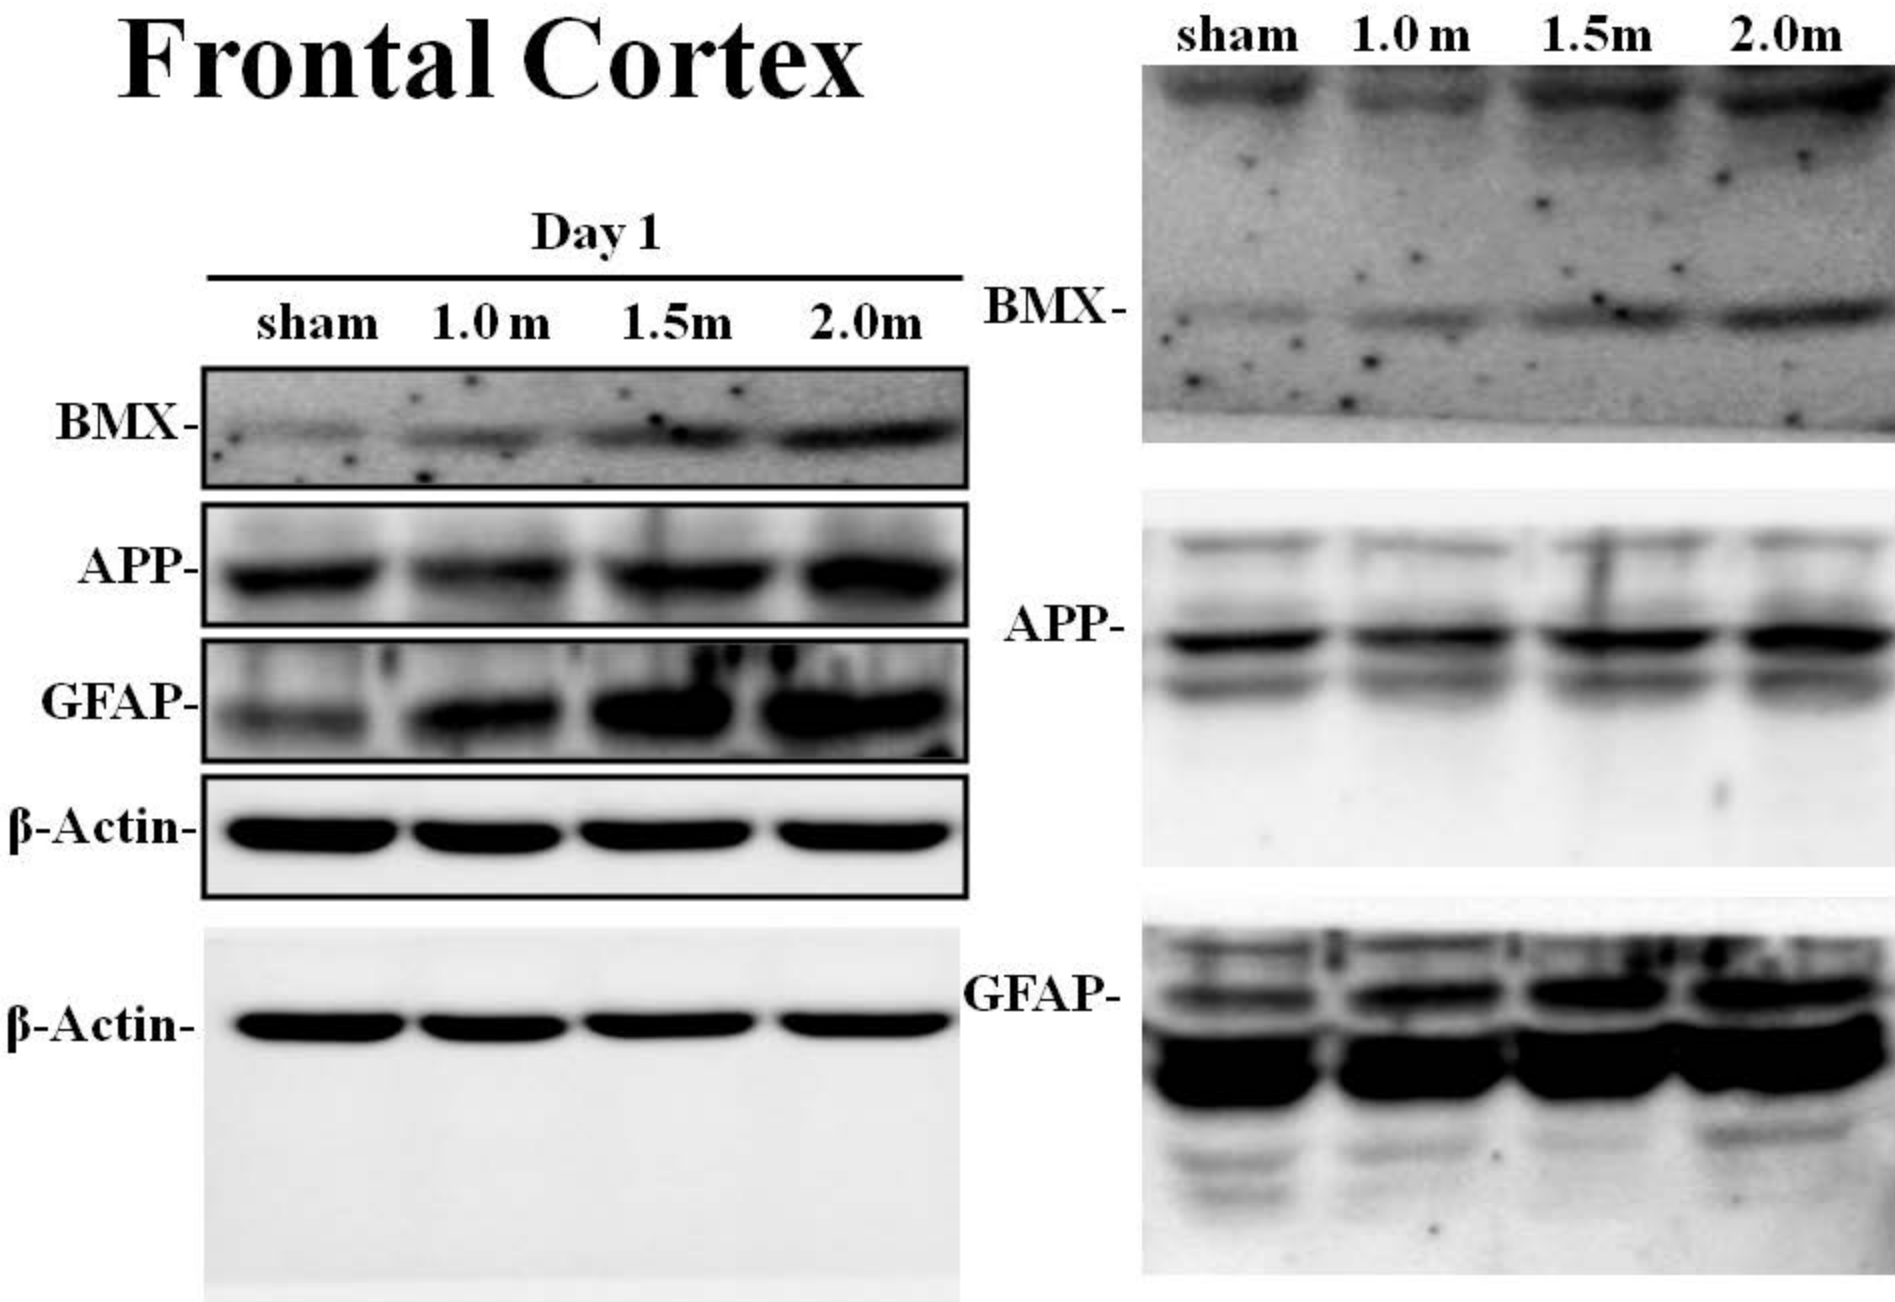 Frontal Cortex
Day 1
sham 1.0 m 1.5m 2.0m
BMX-
APP-
GFAP-
β-Actin-
β-Actin-
sham 1.0 m 1.5m 2.0m
BMX-
APP-
GFAP-